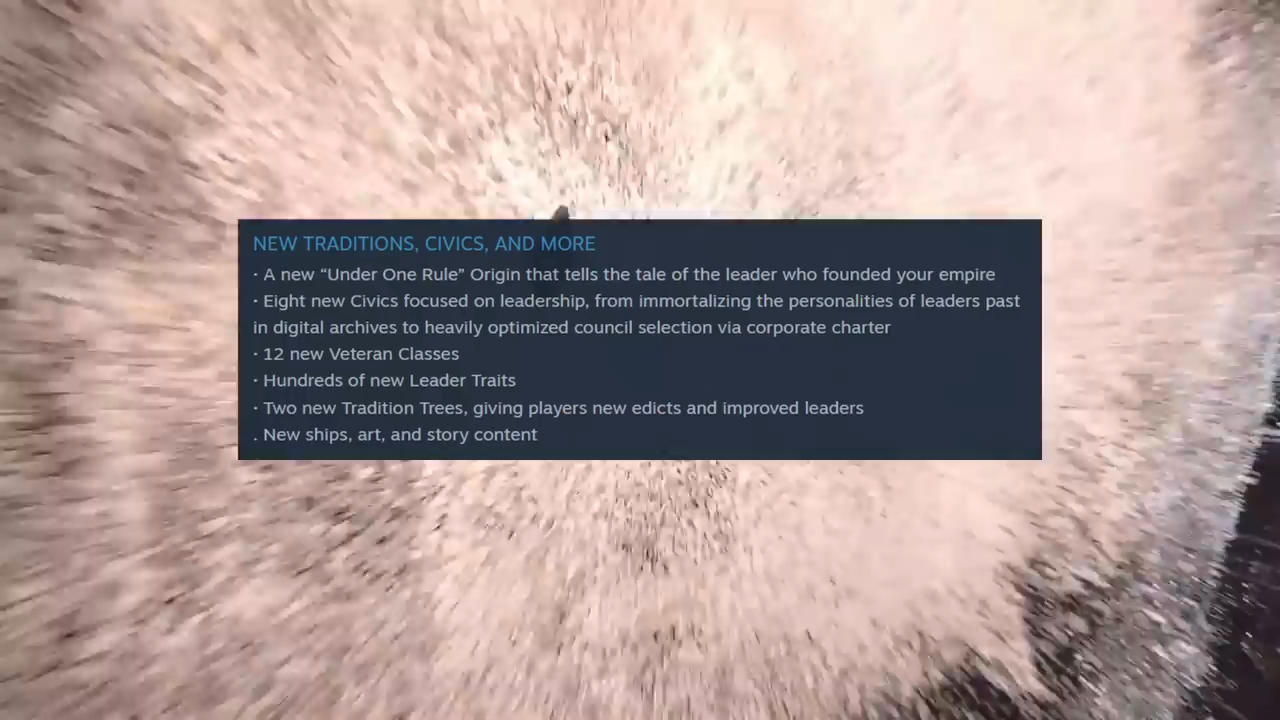 NEW TRADITIONS, CIVICS, AND MORE
· A new “Under One Rule” Origin that tells the tale of the leader who founded your empire
· Eight new Civics focused on leadership, from immortalizing the personalities of leaders past
in digital archives to heavily optimized council selection via corporate charter
· 12 new Veteran Classes
· Hundreds of new Leader Traits
· Two new Tradition Trees, giving players new edicts and improved leaders
. New ships, art, and story content